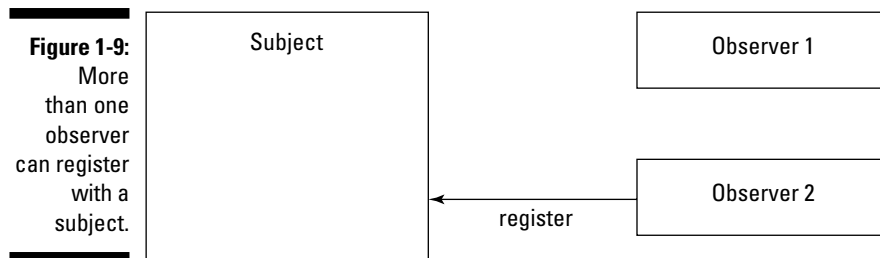 Figure 1-9:
More
than one
observer
can register
with a
subject.
Subject
Observer 1
Observer 2
register